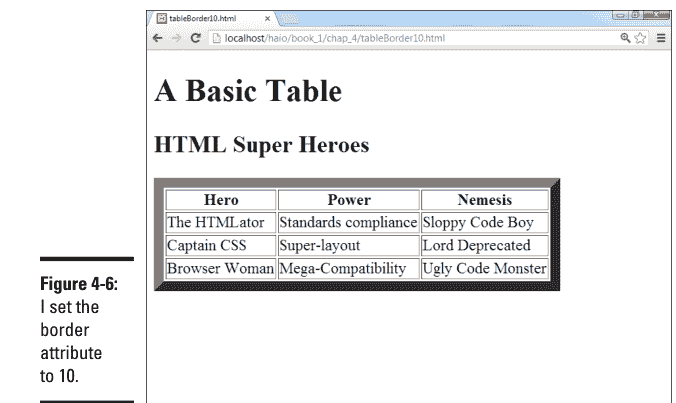 tableBorder10.html
localhost/haio/book_1/chap_4/tableBorder10.html
A Basic Table
HTML Super Heroes
Hero Power Nemesis
The HTMLator Standards compliance Sloppy Code Boy
Captain CSS Super-layout Lord Deprecated
Browser Woman Mega-Compatibility Ugly Code Monster
Figure 4-6:
I set the
border
attribute
to 10.